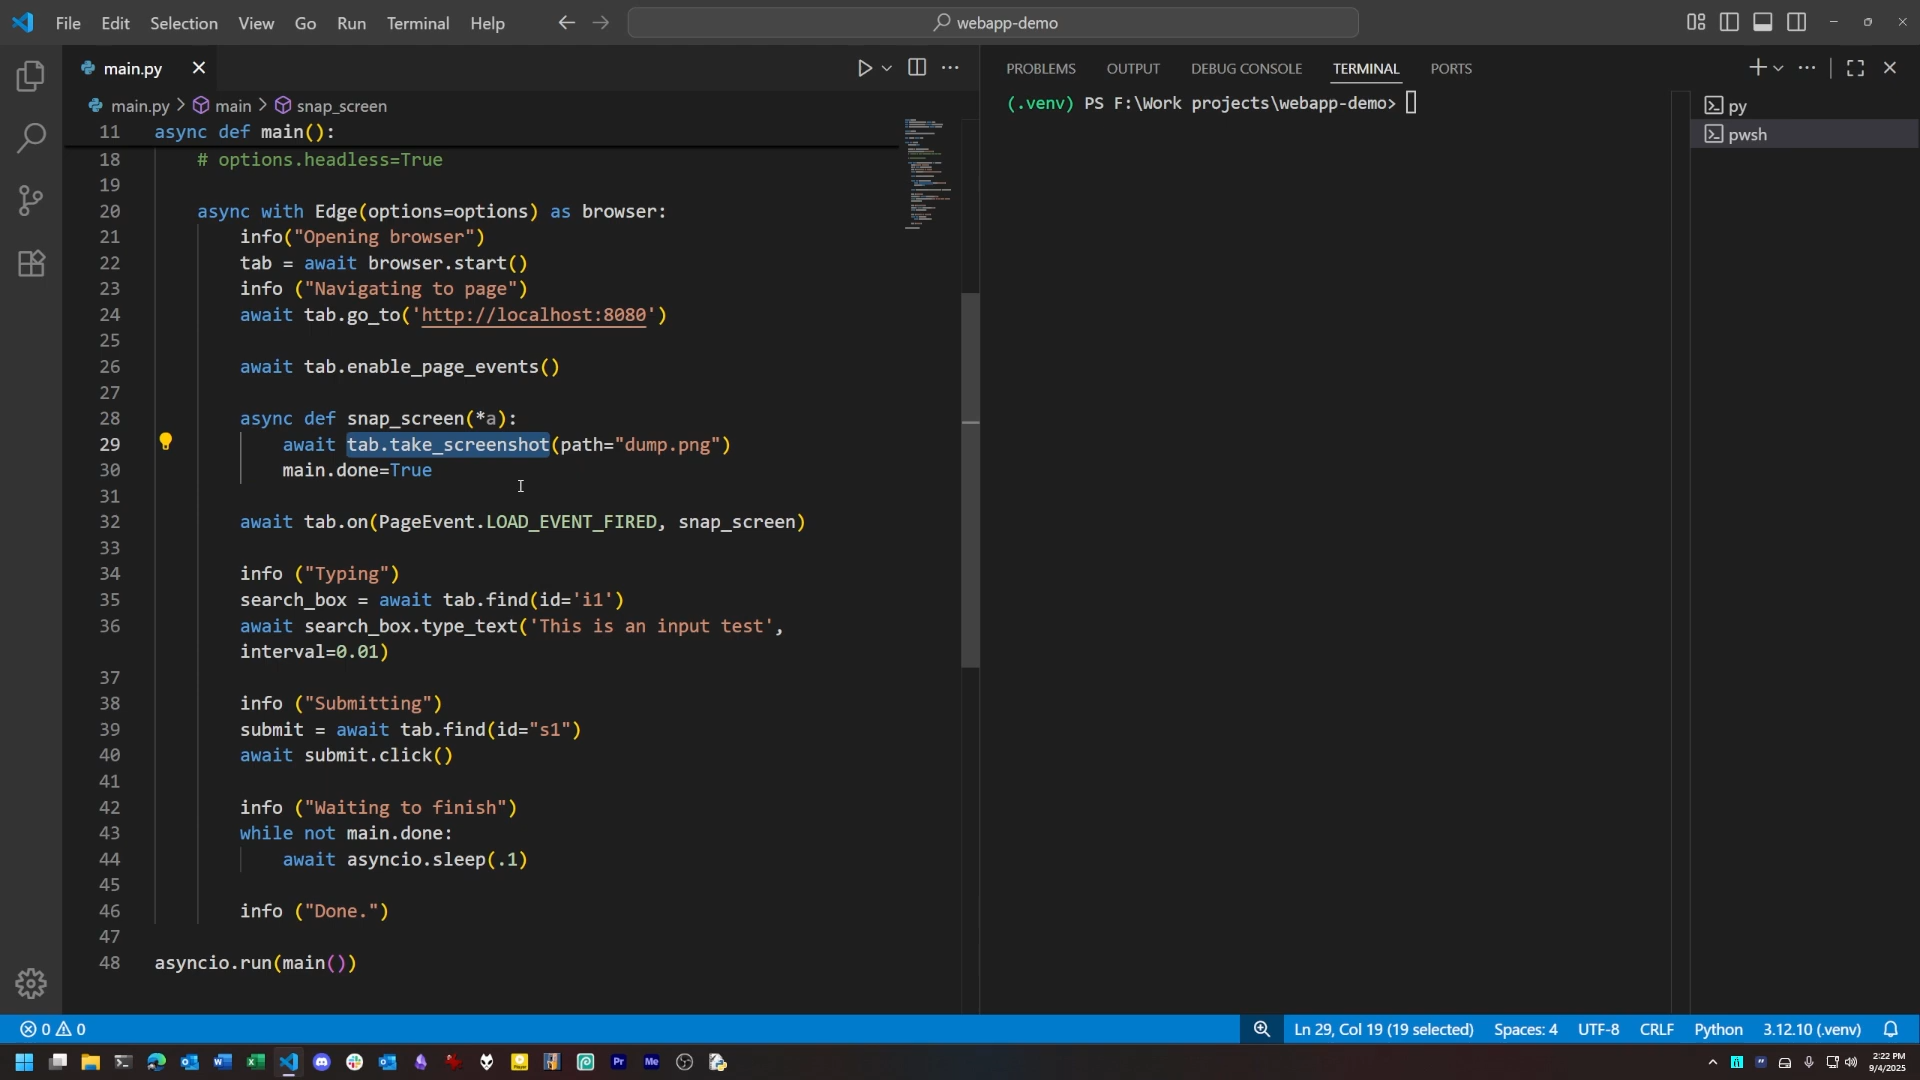 File Edit Selection View Go Run Terminal Help
webapp-demo
main.py
main.py > main > snap_screen
11 async def main():
18 # options.headless=True
19
20 async with Edge(options=options) as browser:
21 info("Opening browser")
22 tab = await browser.start()
23 info ("Navigating to page")
24 await tab.go_to('http://localhost:8080')
25
26 await tab.enable_page_events()
27
28 async def snap_screen(*a):
29 await tab.take_screenshot(path="dump.png")
30 main.done=True
31
32 await tab.on(PageEvent.LOAD_EVENT_FIRED, snap_screen)
33
34 info ("Typing")
35 search_box = await tab.find(id='i1')
36 await search_box.type_text('This is an input test',
interval=0.01)
37
38 info ("Submitting")
39 submit = await tab.find(id="s1")
40 await submit.click()
41
42 info ("Waiting to finish")
43 while not main.done:
44 await asyncio.sleep(.1)
45
46 info ("Done.")
47
48 asyncio.run(main())
PROBLEMS OUTPUT DEBUG CONSOLE TERMINAL PORTS
(.venv) PS F:\Work projects\webapp-demo>
py
pwsh
0 0
Ln 29, Col 19 (19 selected) Spaces: 4 UTF-8 CRLF Python 3.12.10 (.venv)
2:22 PM
9/4/2025